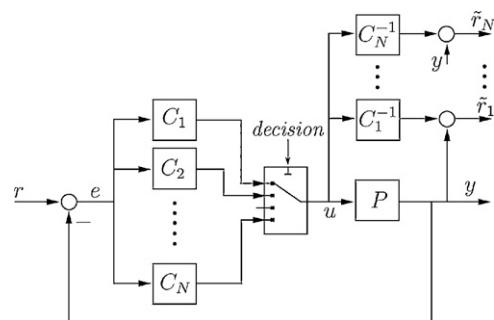 C_N^{-1}
r̃_N
y
C_1^{-1}
r̃_1
C_1
decision
C_2
r
e
−
u
P
y
C_N